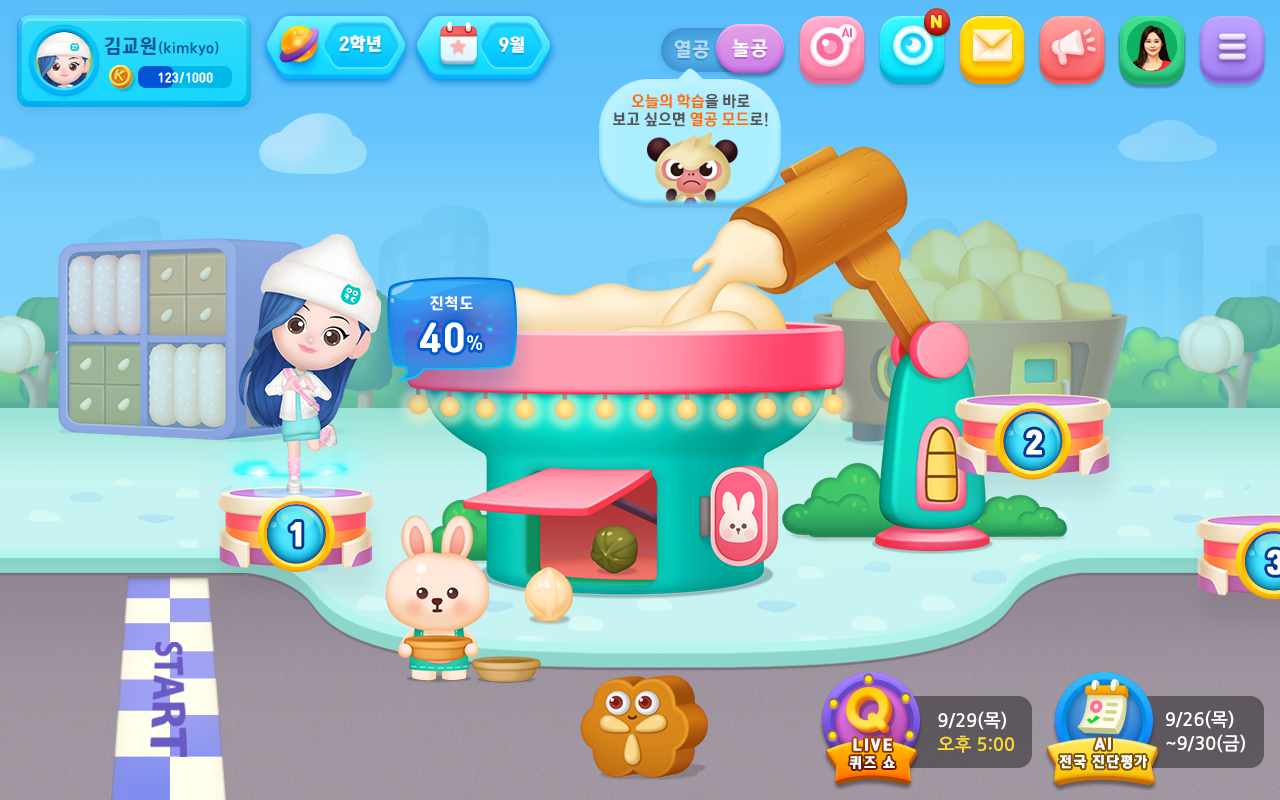 김교원(kimkyo)
K
123/1000
2학년
9월
열공
놀공
AI
N
오늘의 학습을 바로
보고 싶으면 열공 모드로!
진척도
40%
1
2
3
START
Q
LIVE
퀴즈 쇼
9/29(목)
오후 5:00
AI
전국 진단평가
9/26(목)
~9/30(금)